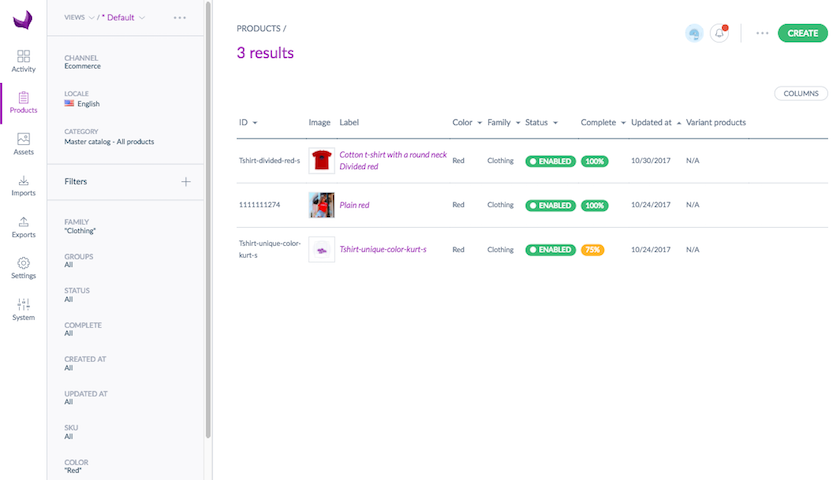 VIEWS / * Default
Activity
Products
Assets
Imports
Exports
Settings
System
CHANNEL
Ecommerce
LOCALE
English
CATEGORY
Master catalog - All products
Filters
FAMILY
"Clothing"
GROUPS
All
STATUS
All
COMPLETE
All
CREATED AT
All
UPDATED AT
All
SKU
All
COLOR
"Red"
PRODUCTS /
3 results
CREATE
COLUMNS
ID Image Label Color Family Status Complete Updated at Variant products
Tshirt-divided-red-s Cotton t-shirt with a round neck Red Clothing ENABLED 100% 10/30/2017 N/A
Divided red
1111111274 Plain red Red Clothing ENABLED 100% 10/24/2017 N/A
Tshirt-unique-color- Tshirt-unique-color-kurt-s Red Clothing ENABLED 75% 10/24/2017 N/A
kurt-s